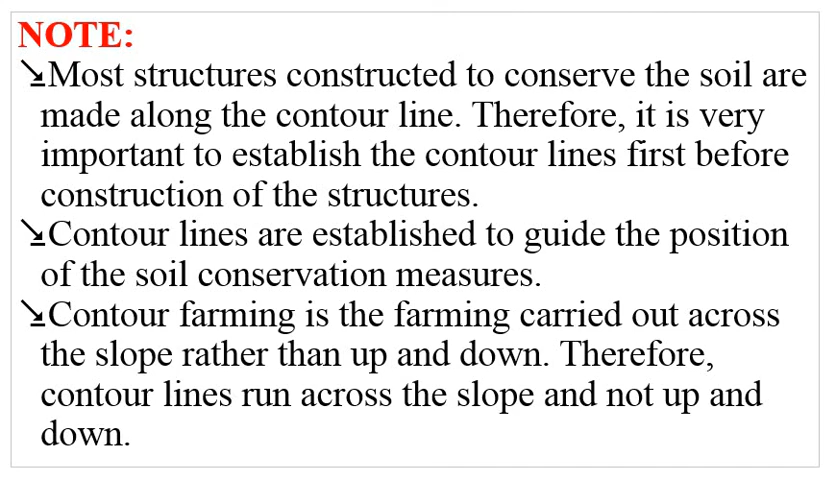 NOTE:
↘Most structures constructed to conserve the soil are
made along the contour line. Therefore, it is very
important to establish the contour lines first before
construction of the structures.
↘Contour lines are established to guide the position
of the soil conservation measures.
↘Contour farming is the farming carried out across
the slope rather than up and down. Therefore,
contour lines run across the slope and not up and
down.